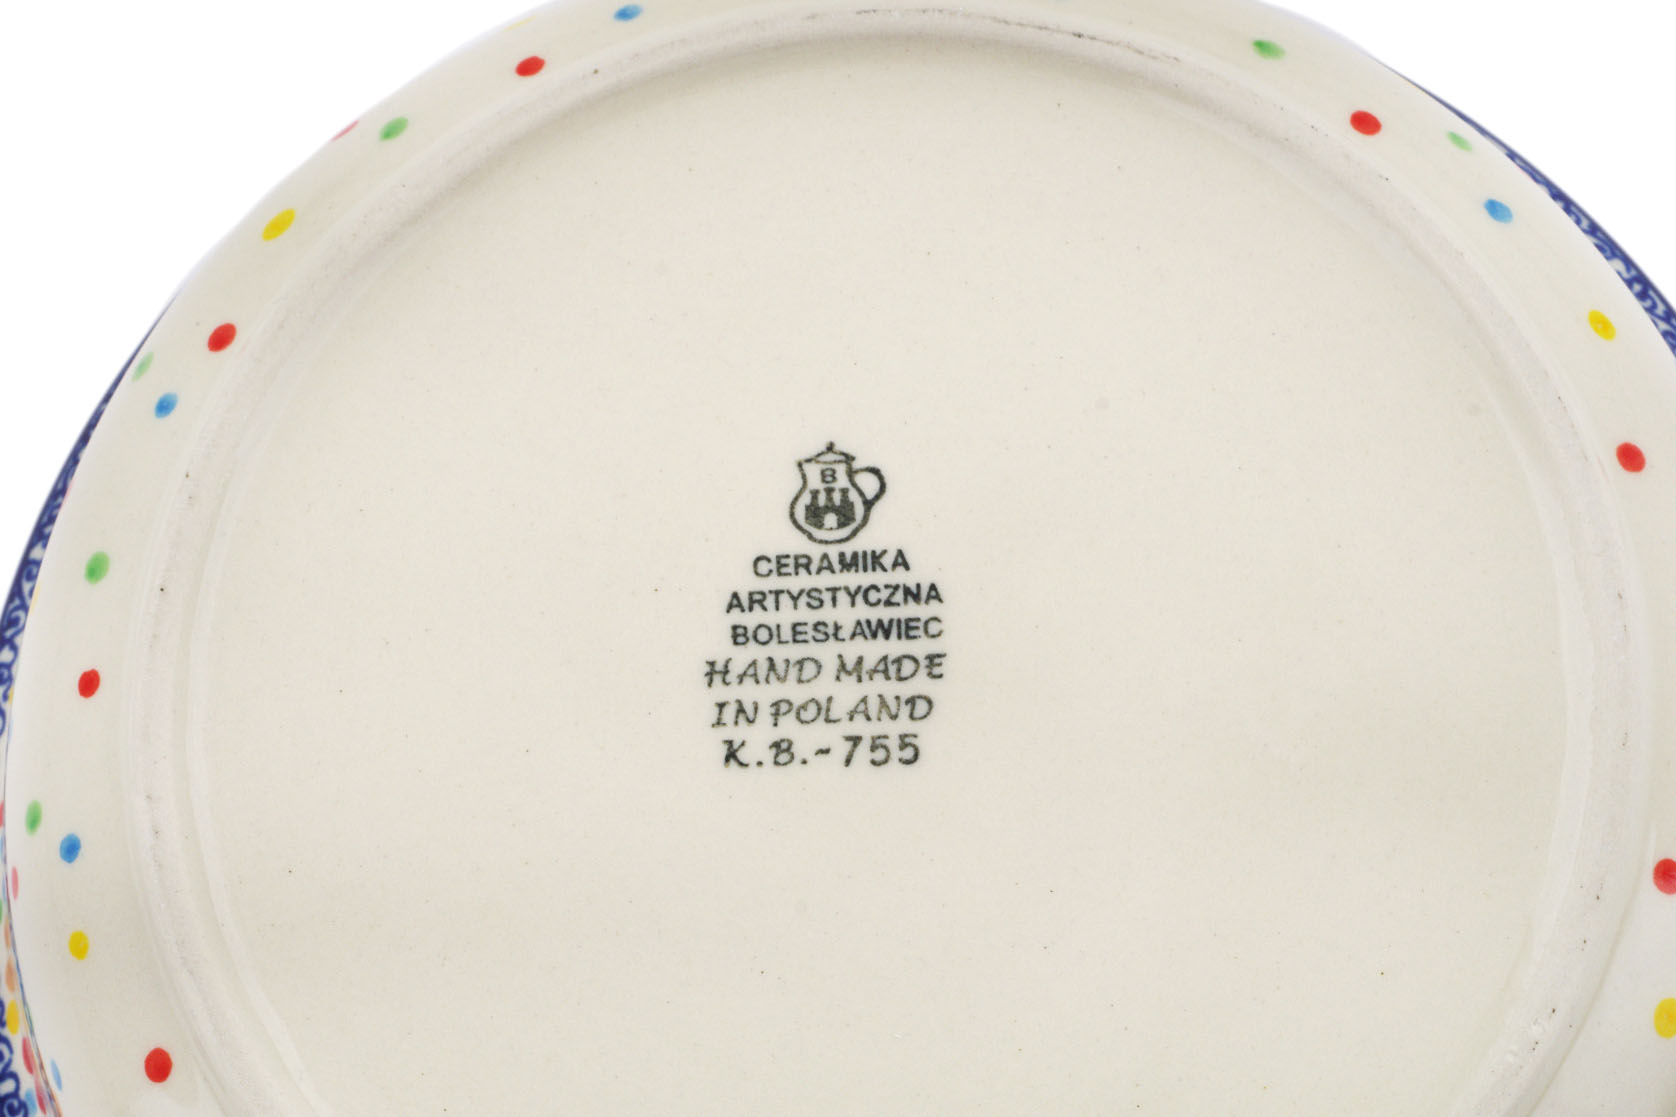 B
CERAMIKA
ARTYSTYCZNA
BOLESŁAWIEC
HAND MADE
IN POLAND
K.B.-755